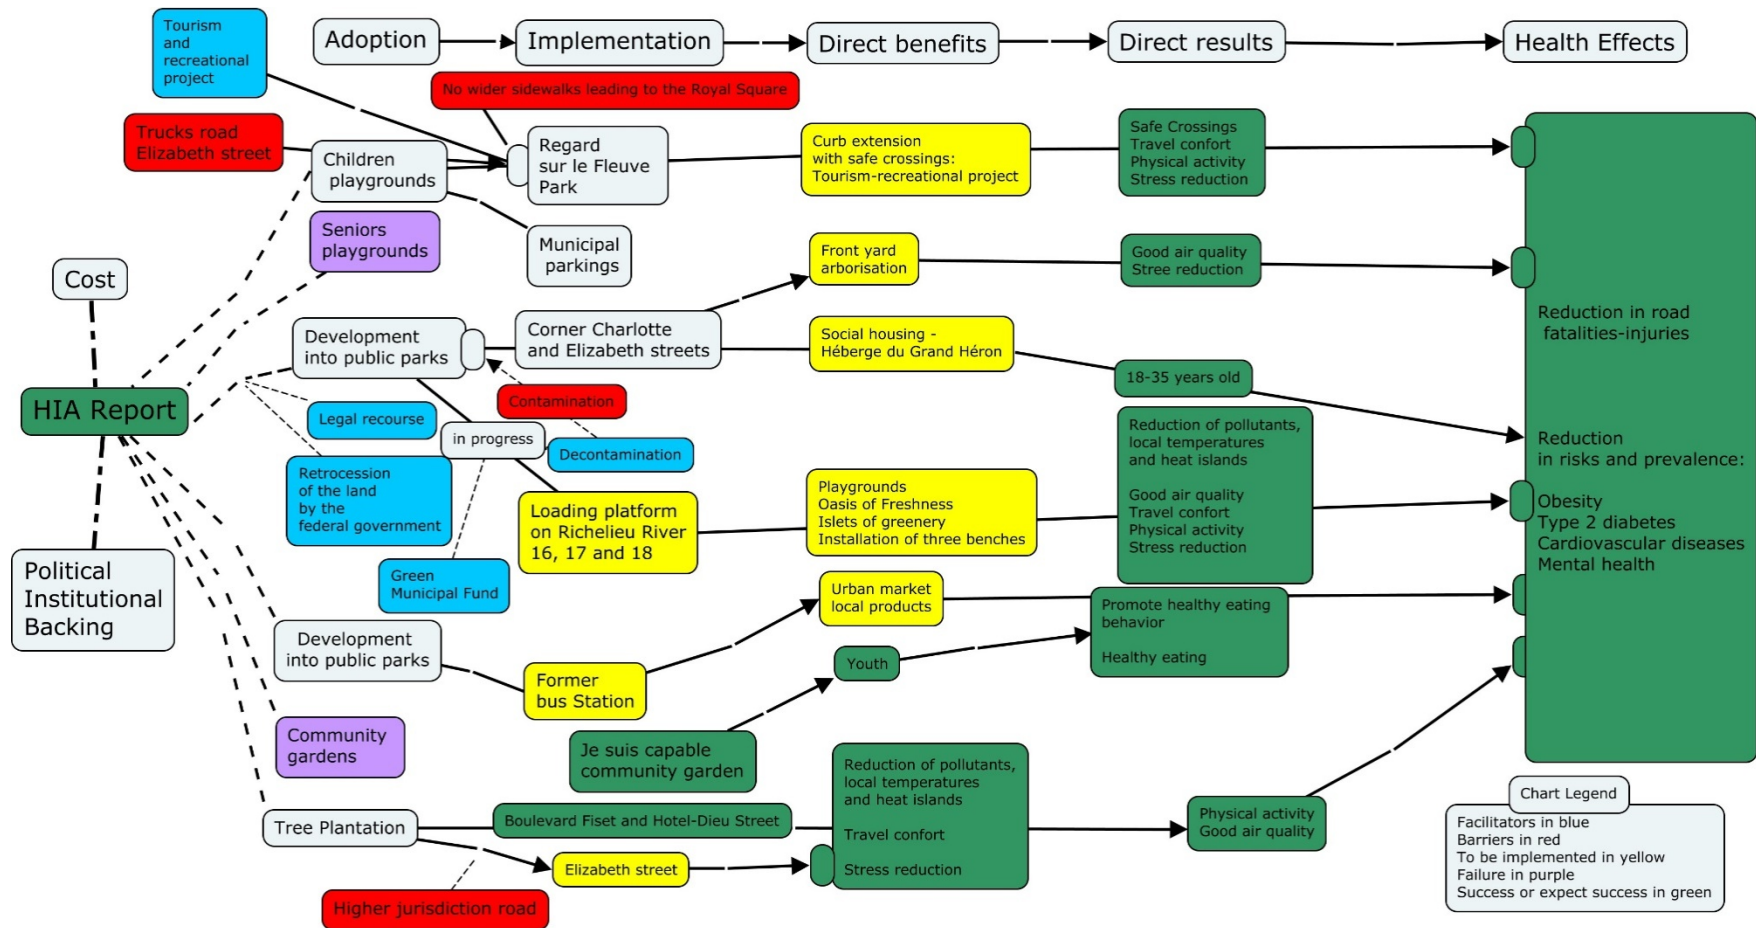 Tourism
and
recreational
project
Adoption
Implementation
Direct benefits
Direct results
Health Effects
No wider sidewalks leading to the Royal Square
Trucks road
Elizabeth street
Children
playgrounds
Regard
sur le Fleuve
Park
Curb extension
with safe crossings:
Tourism-recreational project
Safe Crossings
Travel confort
Physical activity
Stress reduction
Seniors
playgrounds
Municipal
parkings
Front yard
arborisation
Good air quality
Stree reduction
Cost
Development
into public parks
Corner Charlotte
and Elizabeth streets
Social housing -
Héberge du Grand Héron
18-35 years old
Reduction in road
fatalities-injuries
HIA Report
Legal recourse
Contamination
in progress
Decontamination
Retrocession
of the land
by the
federal government
Loading platform
on Richelieu River
16, 17 and 18
Playgrounds
Oasis of Freshness
Islets of greenery
Installation of three benches
Reduction of pollutants,
local temperatures
and heat islands
Good air quality
Travel confort
Physical activity
Stress reduction
Reduction
in risks and prevalence:
Obesity
Type 2 diabetes
Cardiovascular diseases
Mental health
Political
Institutional
Backing
Green
Municipal Fund
Urban market
local products
Promote healthy eating
behavior
Healthy eating
Development
into public parks
Former
bus Station
Youth
Community
gardens
Je suis capable
community garden
Reduction of pollutants,
local temperatures
and heat islands
Travel confort
Stress reduction
Tree Plantation
Boulevard Fiset and Hotel-Dieu Street
Physical activity
Good air quality
Elizabeth street
Higher jurisdiction road
Chart Legend
Facilitators in blue
Barriers in red
To be implemented in yellow
Failure in purple
Success or expect success in green